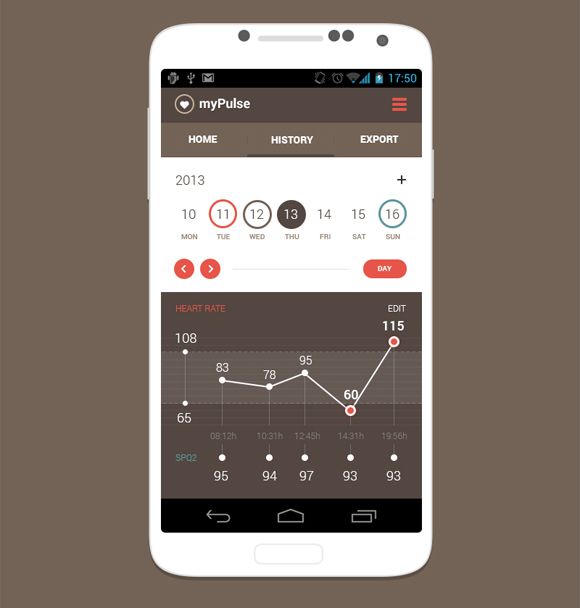 17:50
myPulse
HOME HISTORY EXPORT
2013 +
10 11 12 13 14 15 16
MON TUE WED THU FRI SAT SUN
DAY
HEART RATE EDIT
115
108
95
83
78
60
65
08:12h 10:31h 12:45h 14:31h 19:56h
SPO2
95 94 97 93 93